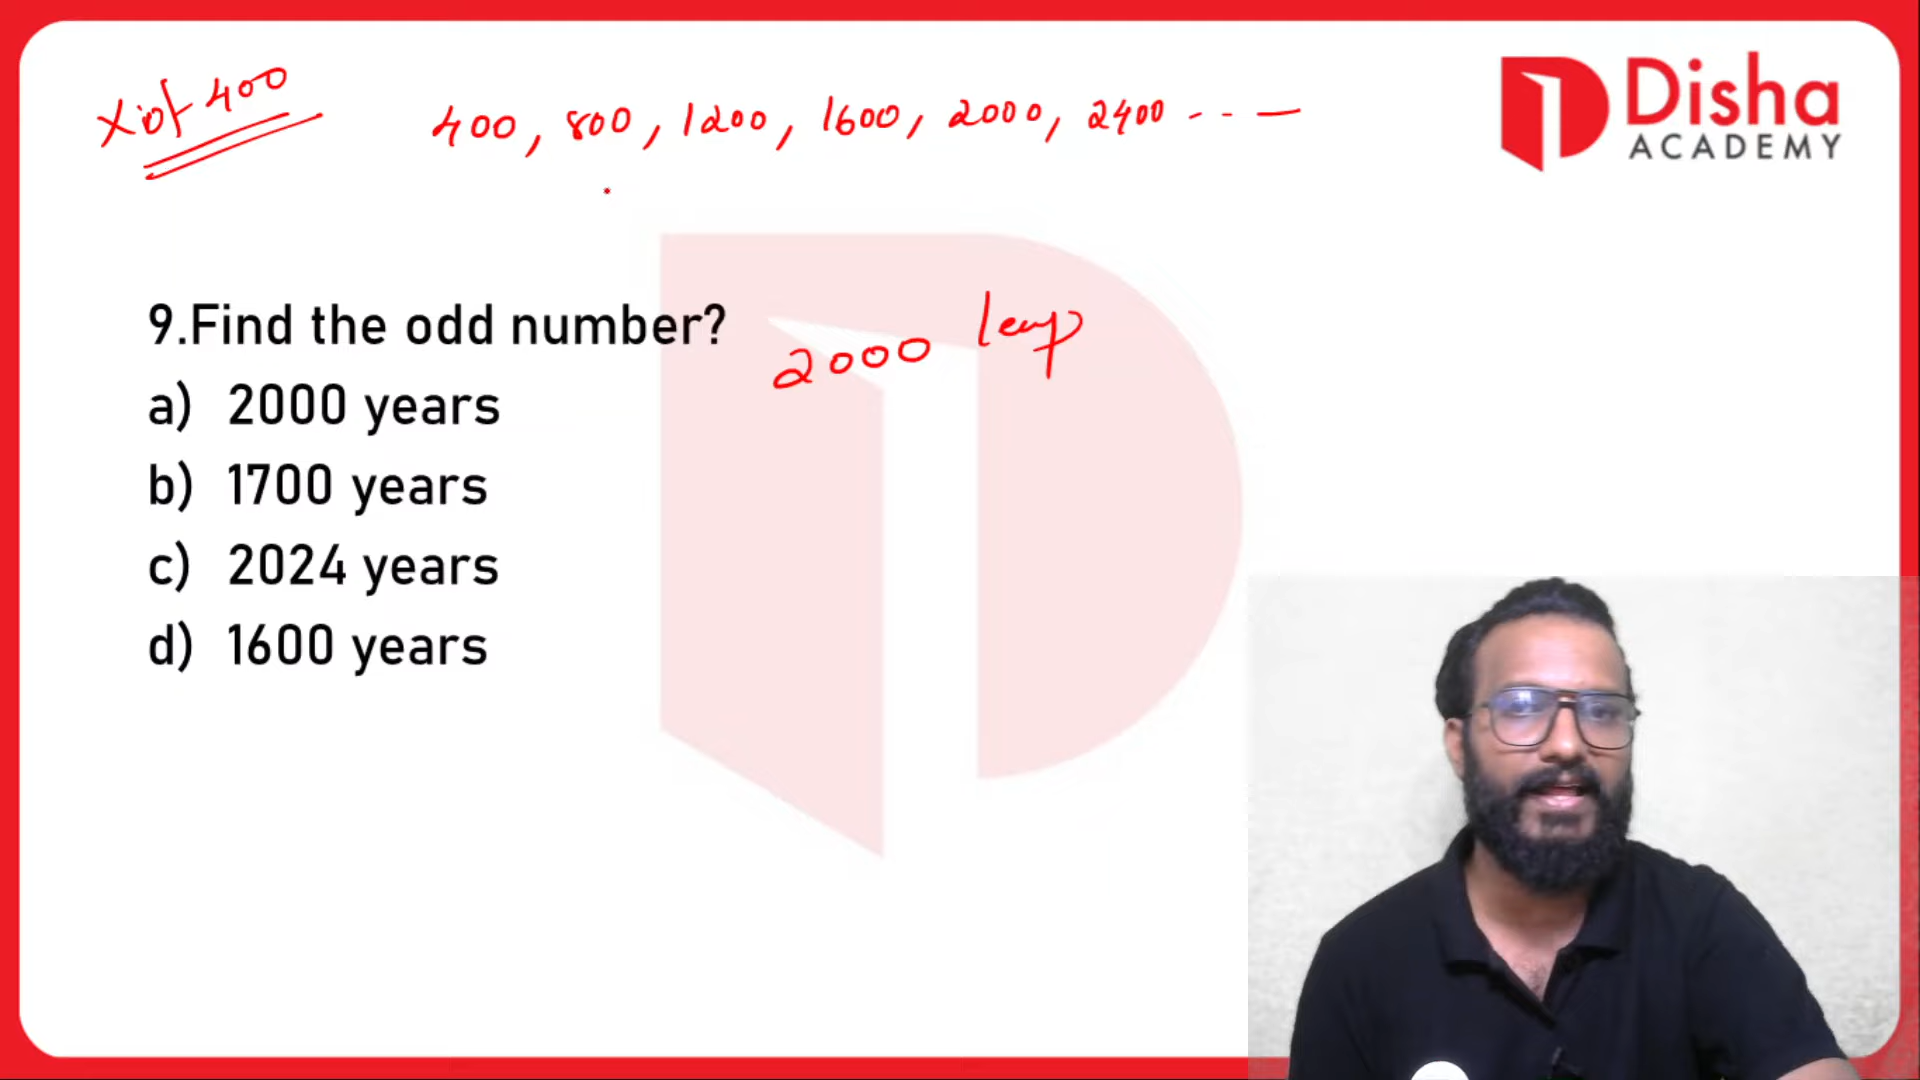 X of 400
400, 800, 1200, 1600, 2000, 2400 - - —
Disha
ACADEMY
9.Find the odd number?
2000 leap
a) 2000 years
b) 1700 years
c) 2024 years
d) 1600 years